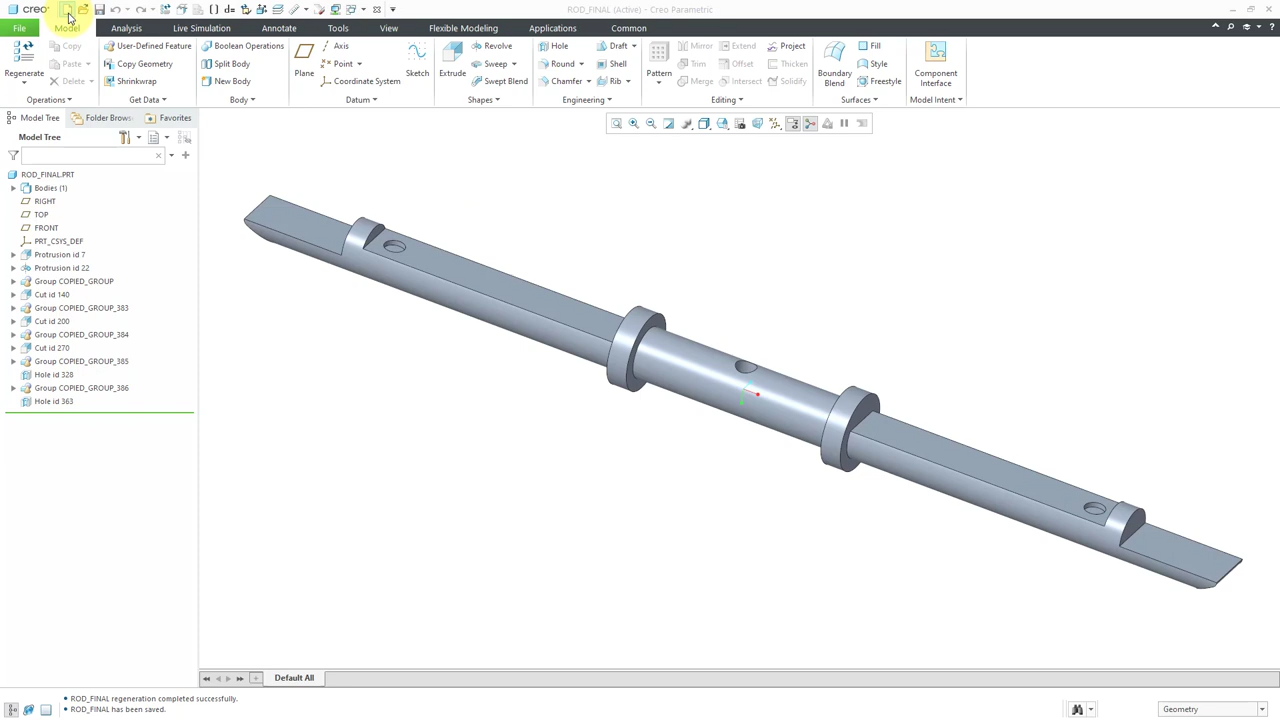 creo
ROD_FINAL (Active) - Creo Parametric
File Model Analysis Live Simulation Annotate Tools View Flexible Modeling Applications Common
Copy User-Defined Feature Boolean Operations Axis Revolve Hole Draft Mirror Extend Project Fill
Paste Copy Geometry Split Body Point Sweep Round Shell Trim Offset Thicken Style
Regenerate Plane Sketch Extrude Pattern Boundary Blend Component Interface
Delete Shrinkwrap New Body Coordinate System Swept Blend Chamfer Rib Merge Intersect Solidify Freestyle
Operations Get Data Body Datum Shapes Engineering Editing Surfaces Model Intent
Model Tree Folder Brows Favorites
Model Tree
ROD_FINAL.PRT
Bodies (1)
RIGHT
TOP
FRONT
PRT_CSYS_DEF
Protrusion id 7
Protrusion id 22
Group COPIED_GROUP
Cut id 140
Group COPIED_GROUP_383
Cut id 200
Group COPIED_GROUP_384
Cut id 270
Group COPIED_GROUP_385
Hole id 328
Group COPIED_GROUP_386
Hole id 363
Default All
• ROD_FINAL regeneration completed successfully.
• ROD_FINAL has been saved.
Geometry